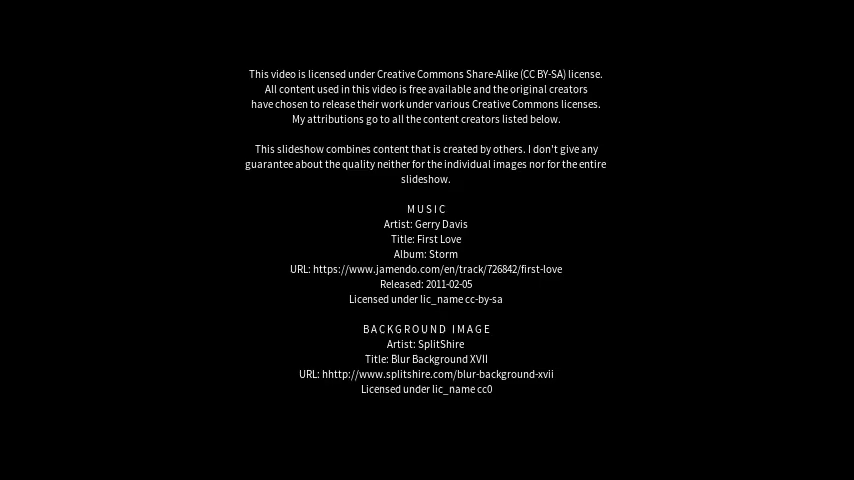 This video is licensed under Creative Commons Share-Alike (CC BY-SA) license.
All content used in this video is free available and the original creators
have chosen to release their work under various Creative Commons licenses.
My attributions go to all the content creators listed below.
This slideshow combines content that is created by others. I don't give any
guarantee about the quality neither for the individual images nor for the entire
slideshow.
MUSIC
Artist: Gerry Davis
Title: First Love
Album: Storm
URL: https://www.jamendo.com/en/track/726842/first-love
Released: 2011-02-05
Licensed under lic_name cc-by-sa
BACKGROUND IMAGE
Artist: SplitShire
Title: Blur Background XVII
URL: hhttp://www.splitshire.com/blur-background-xvii
Licensed under lic_name cc0